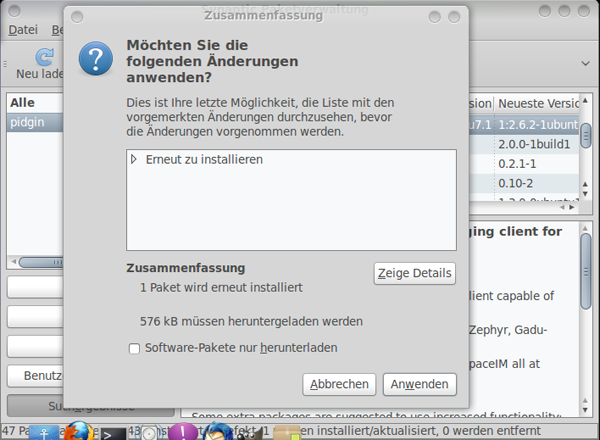 Zusammenfassung
Datei
Neu lade
Möchten Sie die
folgenden Änderungen
anwenden?
Dies ist Ihre letzte Möglichkeit, die Liste mit den
vorgemerkten Änderungen durchzusehen, bevor
die Änderungen vorgenommen werden.
Alle
pidgin
sion
Neueste Versio
u7.1
1:2.6.2-1ubunt
2.0.0-1build1
0.2.1-1
0.10-2
Erneut zu installieren
ging client for
Zusammenfassung
Zeige Details
1 Paket wird erneut installiert
lient capable of
576 kB müssen heruntergeladen werden
Zephyr, Gadu-
Software-Pakete nur herunterladen
paceIM all at
Benutze
Abbrechen
Anwenden
Suchergebnisse
Some extra packages are suggested to use increased functionality:
47 Pa
en installiert/aktualisiert, 0 werden entfernt